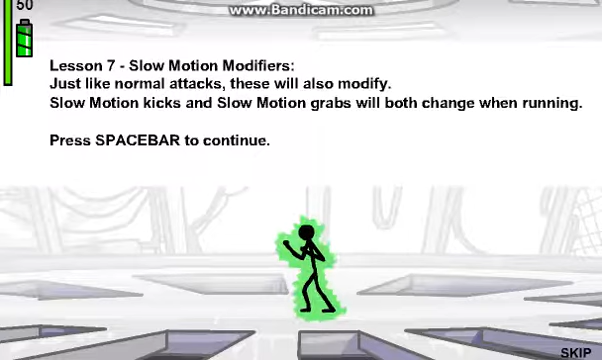 www.Bandicam.com
50
Lesson 7 - Slow Motion Modifiers:
Just like normal attacks, these will also modify.
Slow Motion kicks and Slow Motion grabs will both change when running.
Press SPACEBAR to continue.
SKIP